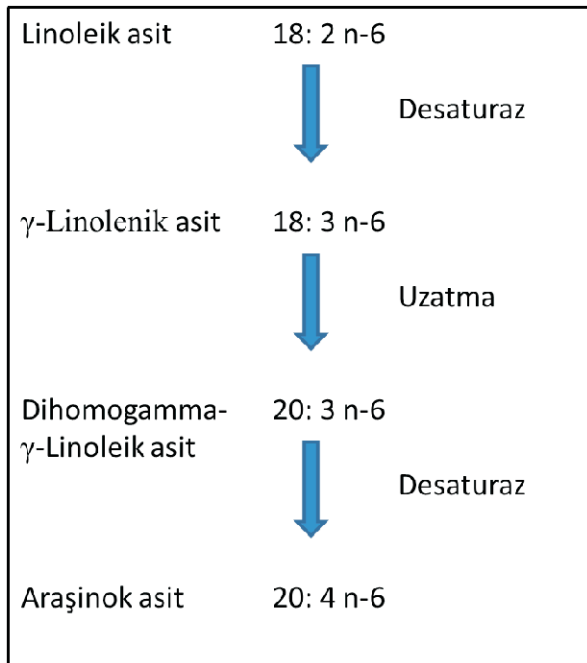 Linoleik asit 18: 2 n-6
Desaturaz
γ-Linolenik asit 18: 3 n-6
Uzatma
Dihomogamma- 20: 3 n-6
γ-Linoleik asit
Desaturaz
Araşinok asit 20: 4 n-6